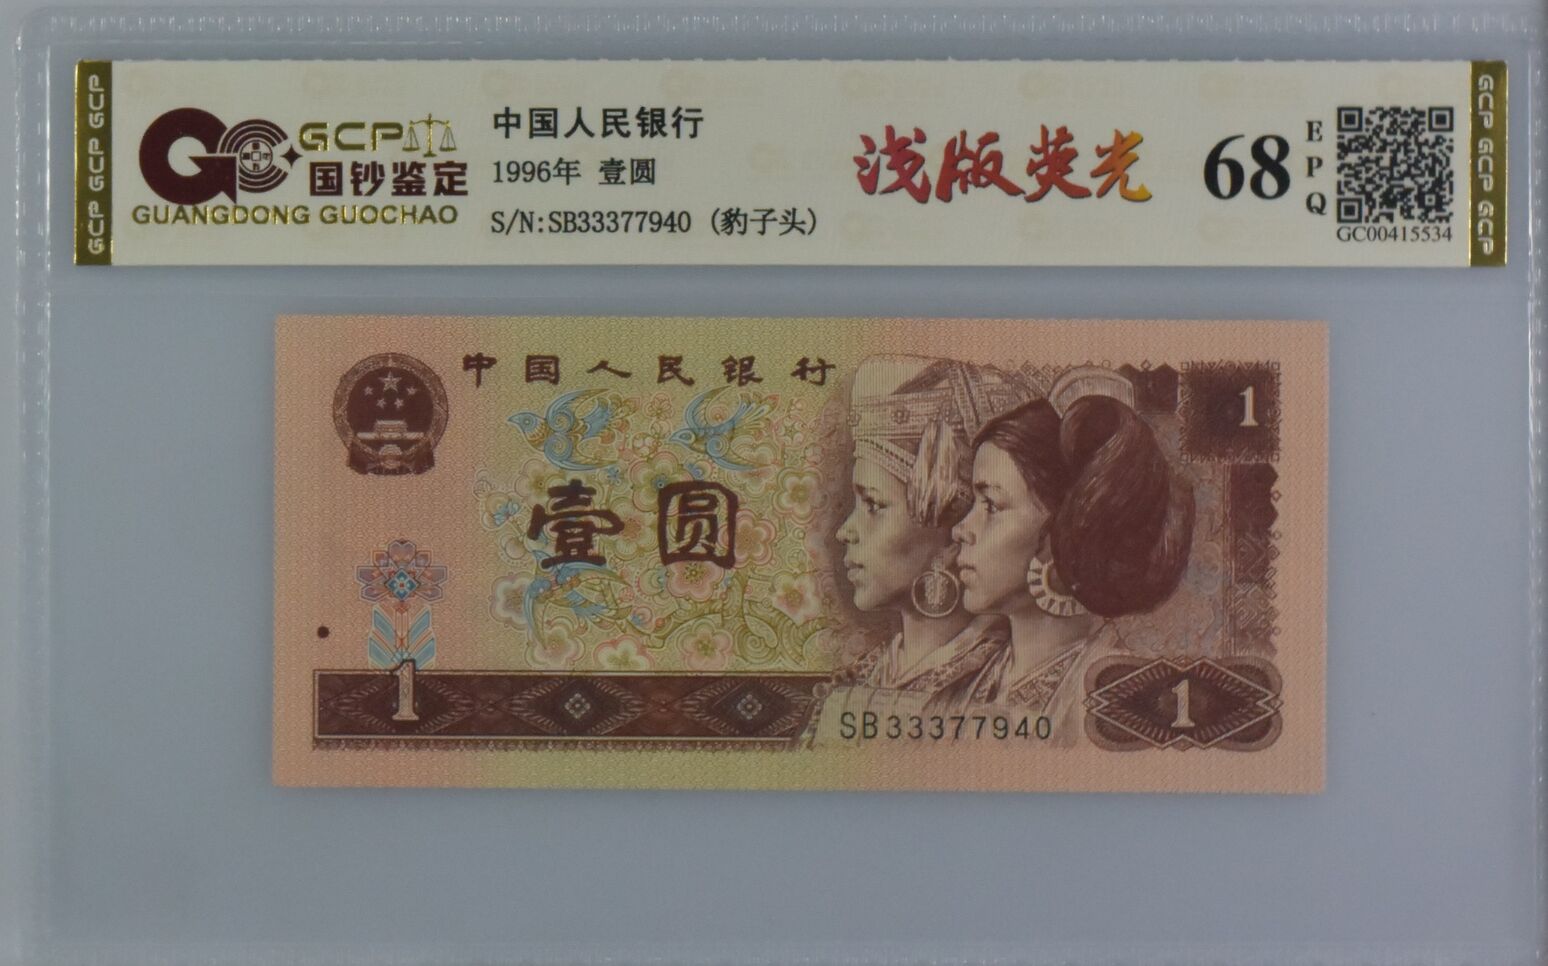 GCP GCP GCP
GCP
国钞鉴定
GUANGDONG GUOCHAO
中国人民银行
1996年 壹圆
S/N:SB33377940 (豹子头)
浅版荧光
68
EPQ
GC00415534
GCP GCP GCP
中国人民银行
1
壹圆
1
SB33377940
1